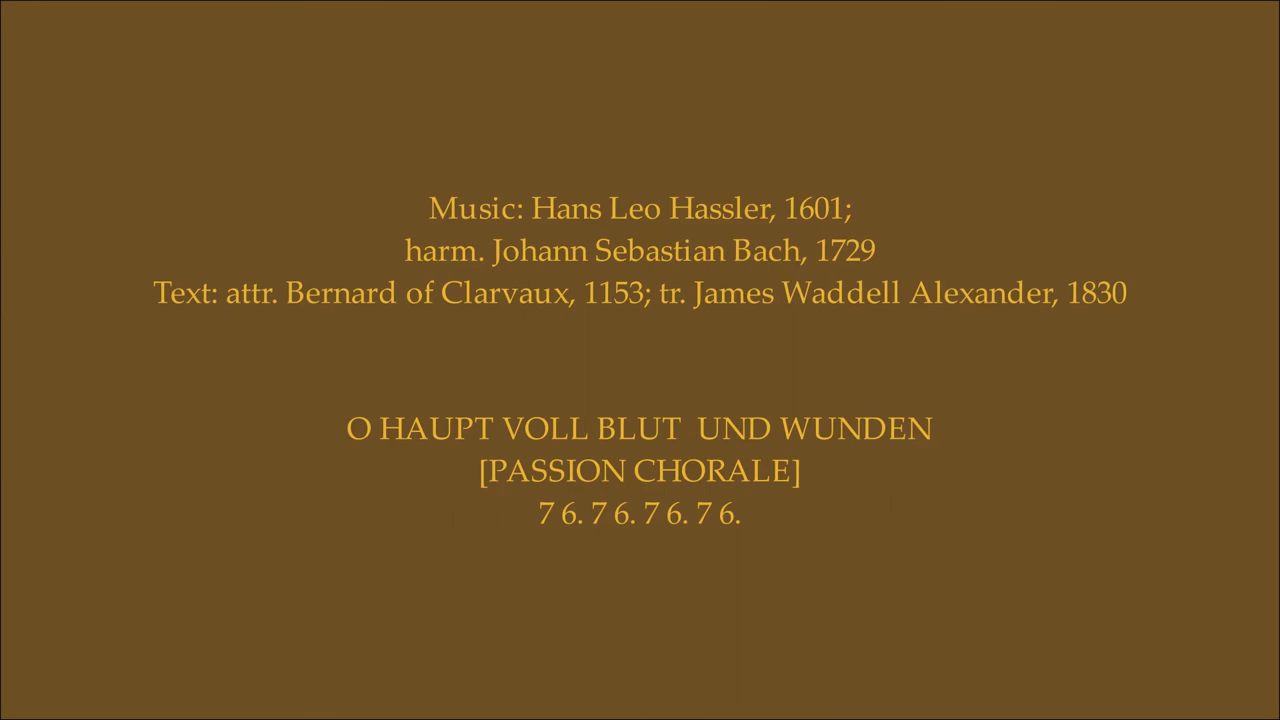 Music: Hans Leo Hassler, 1601;
harm. Johann Sebastian Bach, 1729
Text: attr. Bernard of Clarvaux, 1153; tr. James Waddell Alexander, 1830
O HAUPT VOLL BLUT  UND WUNDEN
[PASSION CHORALE]
7 6. 7 6. 7 6. 7 6.